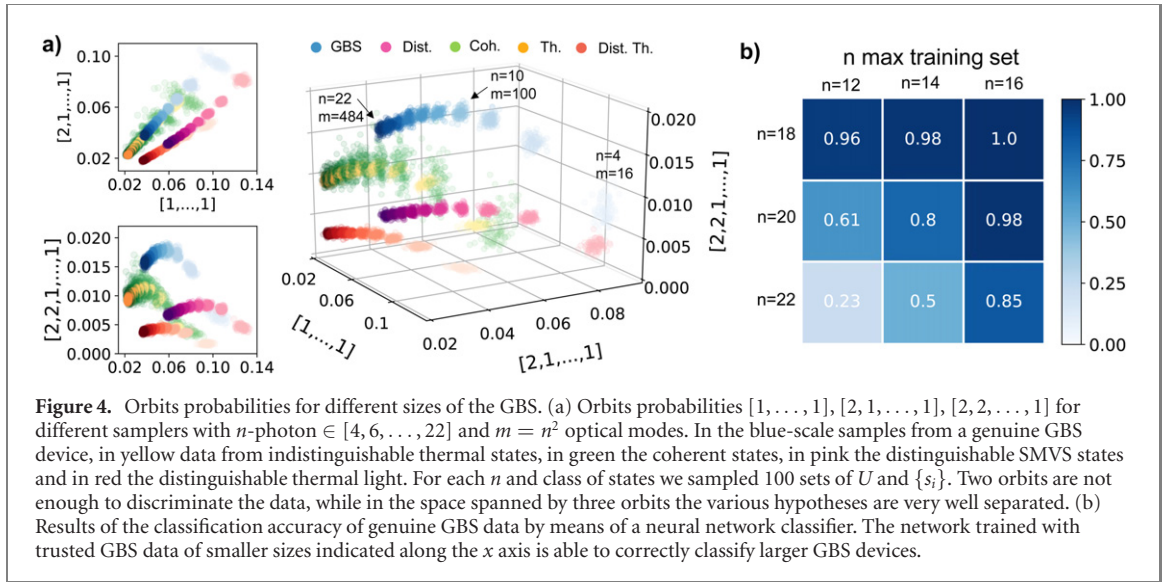 a)
GBS Dist. Coh. Th. Dist. Th.
0.10
0.06
0.02
[2,1,...,1]
0.02 0.06 0.10 0.14
[1,...,1]
0.020
0.015
0.010
0.005
0.000
[2,2,1,...,1]
0.02 0.06 0.10 0.14
n=22
m=484
n=10
m=100
n=4
m=16
0.020
0.015
0.010
0.005
0.000
[2,2,1,...,1]
0.02
0.06
0.1
[1,...,1]
0.02 0.04 0.06 0.08
[2,1,...,1]
b)
n max training set
n=12 n=14 n=16
n=18 0.96 0.98 1.0
n=20 0.61 0.8 0.98
n=22 0.23 0.5 0.85
1.00
0.75
0.50
0.25
0.00
Figure 4. Orbits probabilities for different sizes of the GBS. (a) Orbits probabilities [1, . . . , 1], [2, 1, . . . , 1], [2, 2, . . . , 1] for
different samplers with n-photon ∈ [4, 6, . . . , 22] and m = n² optical modes. In the blue-scale samples from a genuine GBS
device, in yellow data from indistinguishable thermal states, in green the coherent states, in pink the distinguishable SMVS states
and in red the distinguishable thermal light. For each n and class of states we sampled 100 sets of U and {sᵢ}. Two orbits are not
enough to discriminate the data, while in the space spanned by three orbits the various hypotheses are very well separated. (b)
Results of the classification accuracy of genuine GBS data by means of a neural network classifier. The network trained with
trusted GBS data of smaller sizes indicated along the x axis is able to correctly classify larger GBS devices.